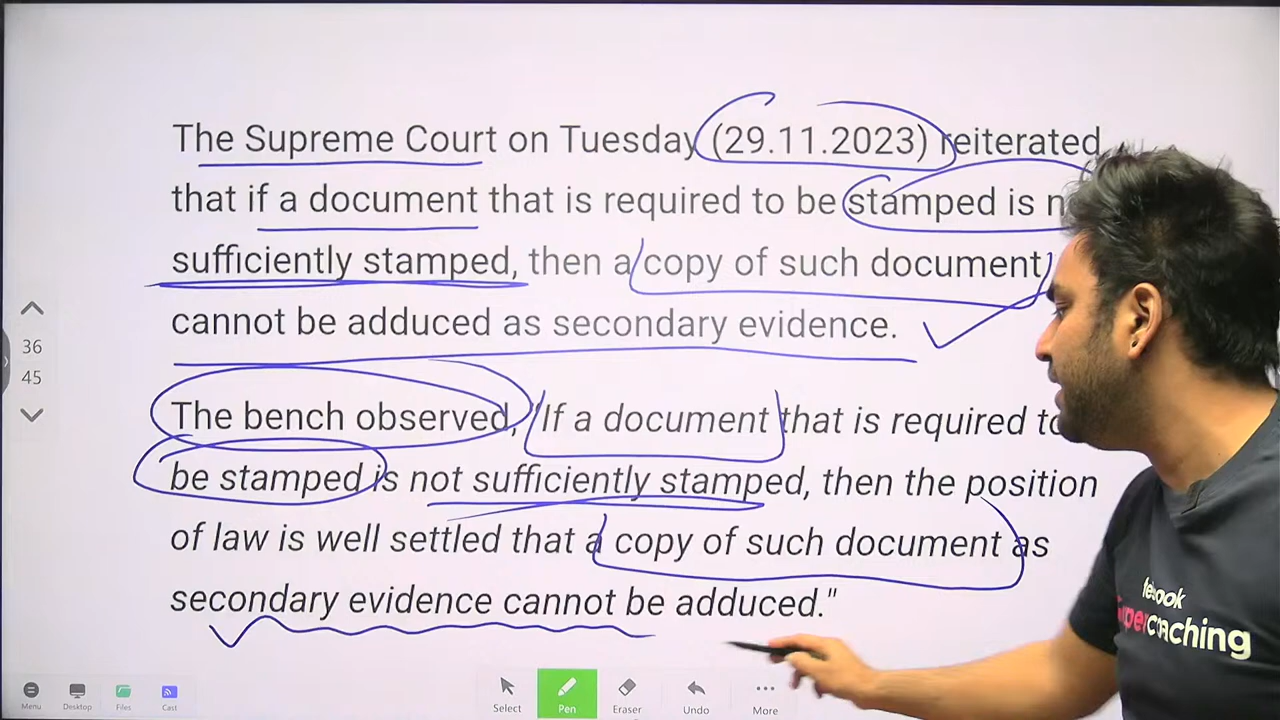 The Supreme Court on Tuesday (29.11.2023) reiterated
that if a document that is required to be stamped is
sufficiently stamped, then a copy of such document
cannot be adduced as secondary evidence.
The bench observed, "If a document that is required to
be stamped is not sufficiently stamped, then the position
of law is well settled that a copy of such document as
secondary evidence cannot be adduced."
36
45
Menu
Desktop
Files
Cast
Select
Pen
Eraser
Undo
More
coaching